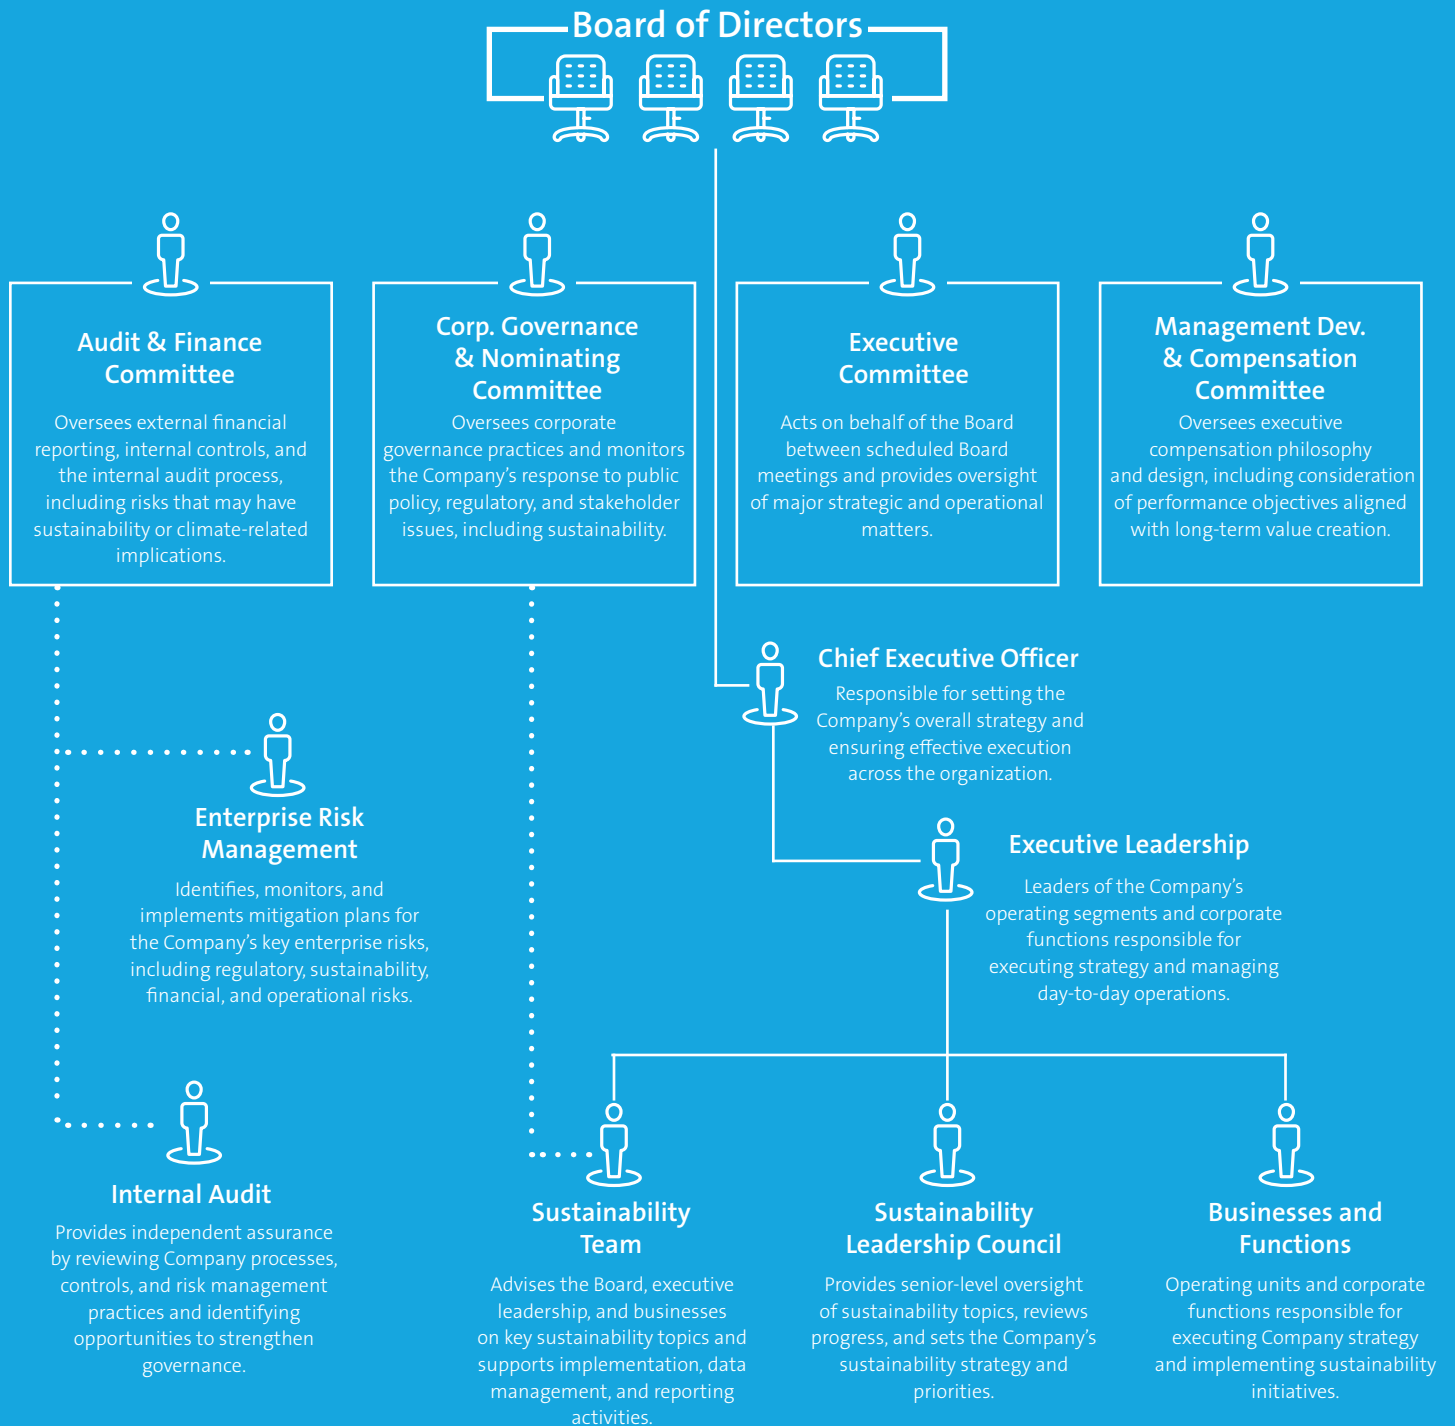 Board of Directors
Audit & Finance
Committee
Oversees external financial
reporting, internal controls, and
the internal audit process,
including risks that may have
sustainability or climate-related
implications.
Corp. Governance
& Nominating
Committee
Oversees corporate
governance practices and monitors
the Company’s response to public
policy, regulatory, and stakeholder
issues, including sustainability.
Executive
Committee
Acts on behalf of the Board
between scheduled Board
meetings and provides oversight
of major strategic and operational
matters.
Management Dev.
& Compensation
Committee
Oversees executive
compensation philosophy
and design, including consideration
of performance objectives aligned
with long-term value creation.
Chief Executive Officer
Responsible for setting the
Company’s overall strategy and
ensuring effective execution
across the organization.
Enterprise Risk
Management
Identifies, monitors, and
implements mitigation plans for
the Company’s key enterprise risks,
including regulatory, sustainability,
financial, and operational risks.
Executive Leadership
Leaders of the Company’s
operating segments and corporate
functions responsible for
executing strategy and managing
day-to-day operations.
Internal Audit
Provides independent assurance
by reviewing Company processes,
controls, and risk management
practices and identifying
opportunities to strengthen
governance.
Sustainability
Team
Advises the Board, executive
leadership, and businesses
on key sustainability topics and
supports implementation, data
management, and reporting
activities.
Sustainability
Leadership Council
Provides senior-level oversight
of sustainability topics, reviews
progress, and sets the Company’s
sustainability strategy and
priorities.
Businesses and
Functions
Operating units and corporate
functions responsible for
executing Company strategy
and implementing sustainability
initiatives.